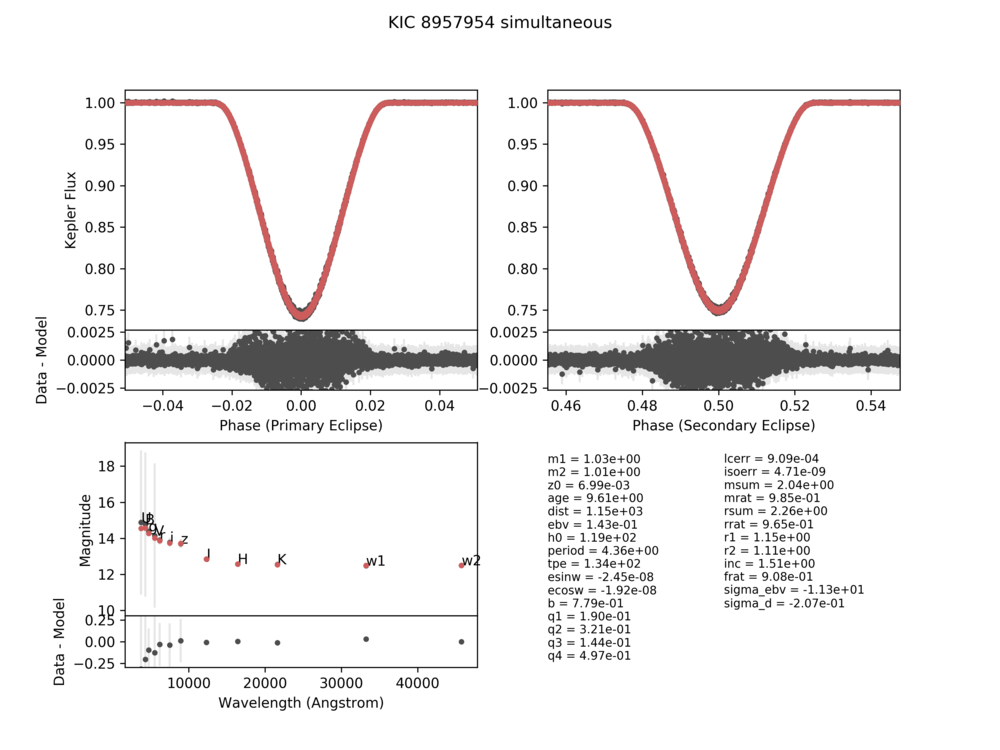 KIC 8957954 simultaneous
1.00
0.95
0.90
0.85
0.80
0.75
Kepler Flux
0.0025
0.0000
−0.0025
Data - Model
−0.04 −0.02 0.00 0.02 0.04
Phase (Primary Eclipse)
1.00
0.95
0.90
0.85
0.80
0.75
0.0025
0.0000
−0.0025
0.46 0.48 0.50 0.52 0.54
Phase (Secondary Eclipse)
18
16
14
12
10
Magnitude
i z J H K w1 w2
0.25
0.00
−0.25
Data - Model
10000 20000 30000 40000
Wavelength (Angstrom)
m1 = 1.03e+00
m2 = 1.01e+00
z0 = 6.99e-03
age = 9.61e+00
dist = 1.15e+03
ebv = 1.43e-01
h0 = 1.19e+02
period = 4.36e+00
tpe = 1.34e+02
esinw = -2.45e-08
ecosw = -1.92e-08
b = 7.79e-01
q1 = 1.90e-01
q2 = 3.21e-01
q3 = 1.44e-01
q4 = 4.97e-01
lcerr = 9.09e-04
isoerr = 4.71e-09
msum = 2.04e+00
mrat = 9.85e-01
rsum = 2.26e+00
rrat = 9.65e-01
r1 = 1.15e+00
r2 = 1.11e+00
inc = 1.51e+00
frat = 9.08e-01
sigma_ebv = -1.13e+01
sigma_d = -2.07e-01